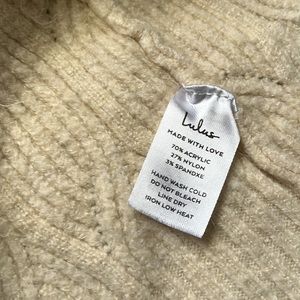 Lulus
MADE WITH LOVE
70% ACRYLIC
27% NYLON
3% SPANDXE
HAND WASH COLD
DO NOT BLEACH
LINE DRY
IRON LOW HEAT